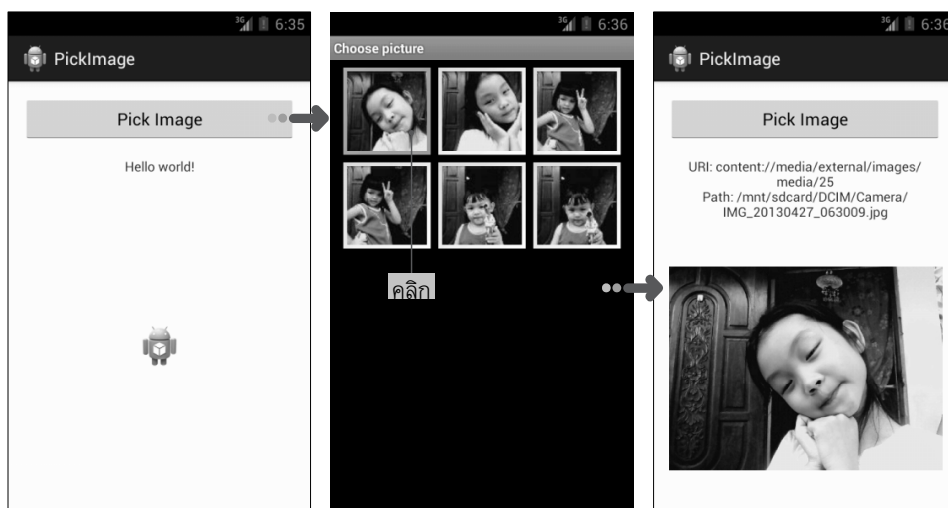 3G 6:35
PickImage
Pick Image
Hello world!
3G 6:36
Choose picture
คลิก
3G 6:36
PickImage
Pick Image
URI: content://media/external/images/
media/25
Path: /mnt/sdcard/DCIM/Camera/
IMG_20130427_063009.jpg